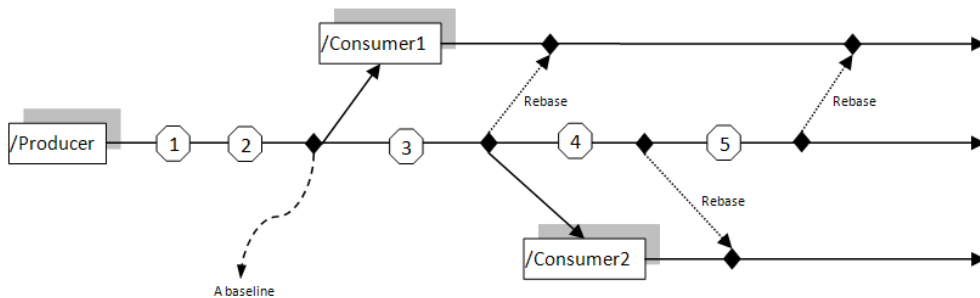 /Consumer1
Rebase
Rebase
/Producer
1
2
3
4
5
Rebase
/Consumer2
A baseline